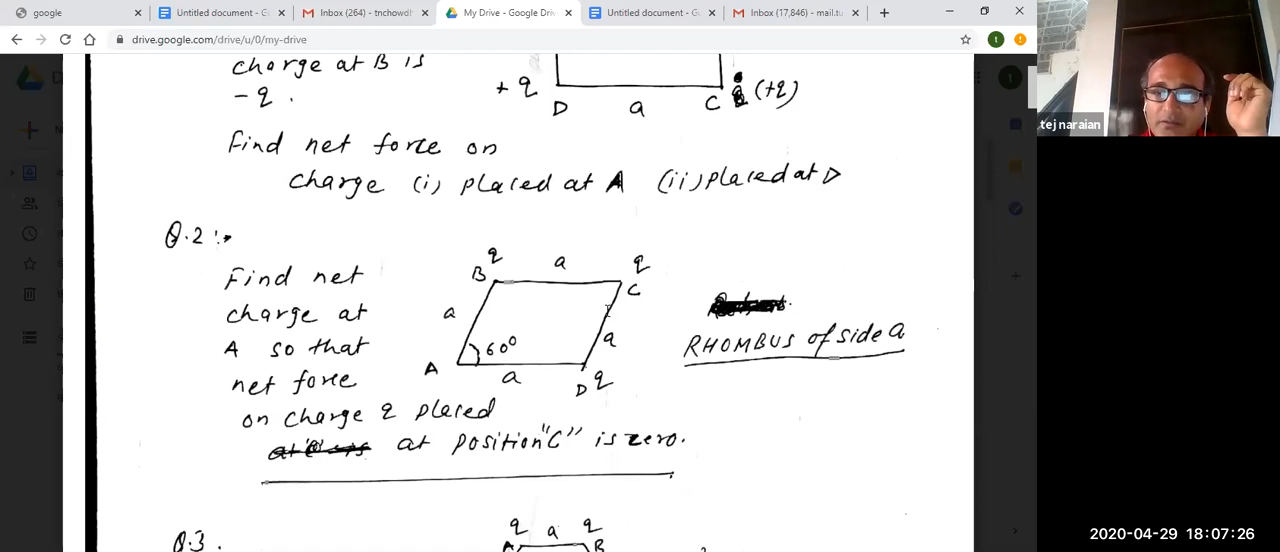 google
Untitled document - G
Inbox (264) - tnchowdh
My Drive - Google Driv
Untitled document - Goo
Inbox (17,846) - mail.tu
drive.google.com/drive/u/0/my-drive
t
charge at B is
- q .
+ q
D
a
C
(+q)
Find net force on
charge (i) placed at A (ii) placed at D
tej naraian
Q.2 :-
Find net
charge at
A so that
net force
on charge q placed
at position "C" is zero.
q
B
a
q
C
a
60°
a
A
a
D
q
RHOMBUS of side a
Q.3.
q
a
q
A
B
2020-04-29 18:07:26